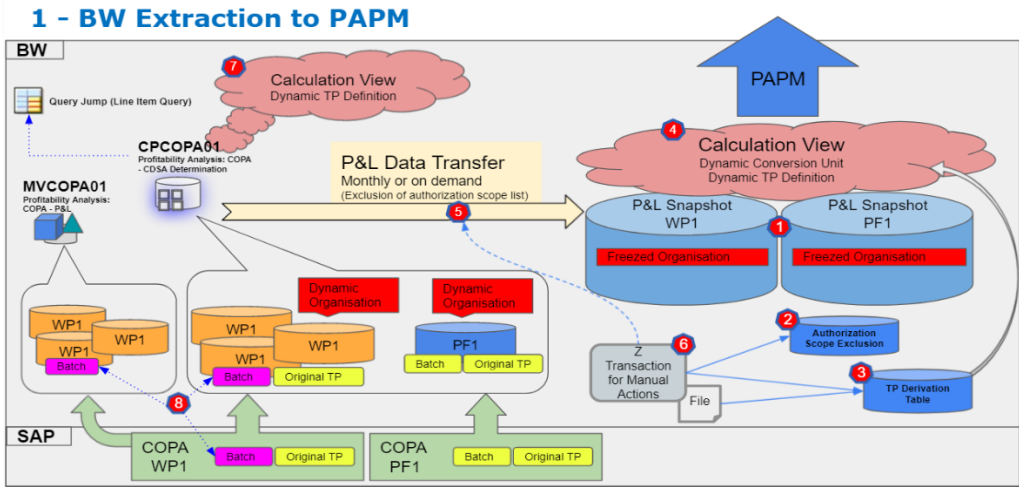 1 - BW Extraction to PAPM
BW
7
Calculation View
Dynamic TP Definition
PAPM
Query Jump (Line Item Query)
4
Calculation View
Dynamic Conversion Unit
Dynamic TP Definition
CPCOPA01
Profitability Analysis: COPA
- CDSA Determination
MVCOPA01
Profitability Analysis:
COPA - P&L
P&L Data Transfer
Monthly or on demand
(Exclusion of authorization scope list)
5
P&L Snapshot
WP1
P&L Snapshot
PF1
1
Freezed Organisation
Freezed Organisation
Dynamic
Organisation
Dynamic
Organisation
WP1
WP1
WP1
Batch
WP1
WP1
WP1
Batch
Original TP
PF1
Batch
Original TP
2
Authorization
Scope Exclusion
6
Z
Transaction
for Manual
Actions
File
3
TP Derivation
Table
8
SAP
COPA
WP1
Batch
Original TP
COPA
PF1
Batch
Original TP